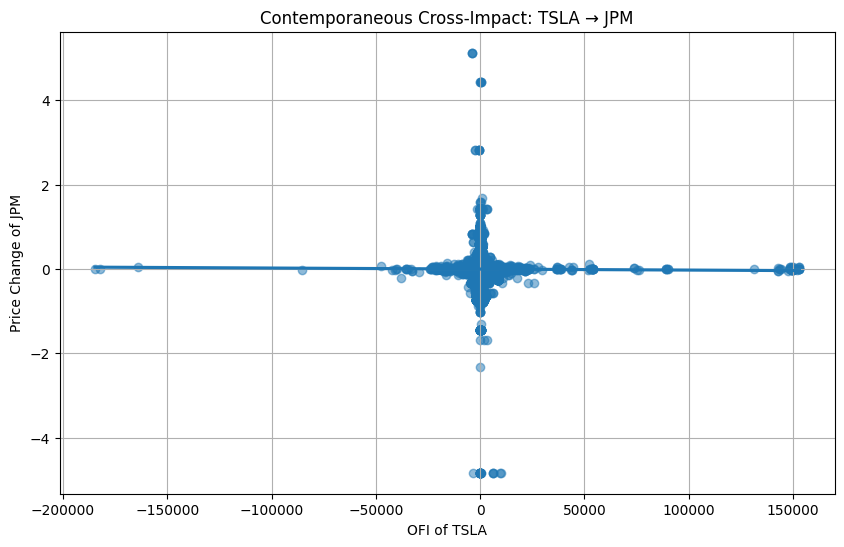 Contemporaneous Cross-Impact: TSLA → JPM
Price Change of JPM
4
2
0
−2
−4
−200000 −150000 −100000 −50000 0 50000 100000 150000
OFI of TSLA